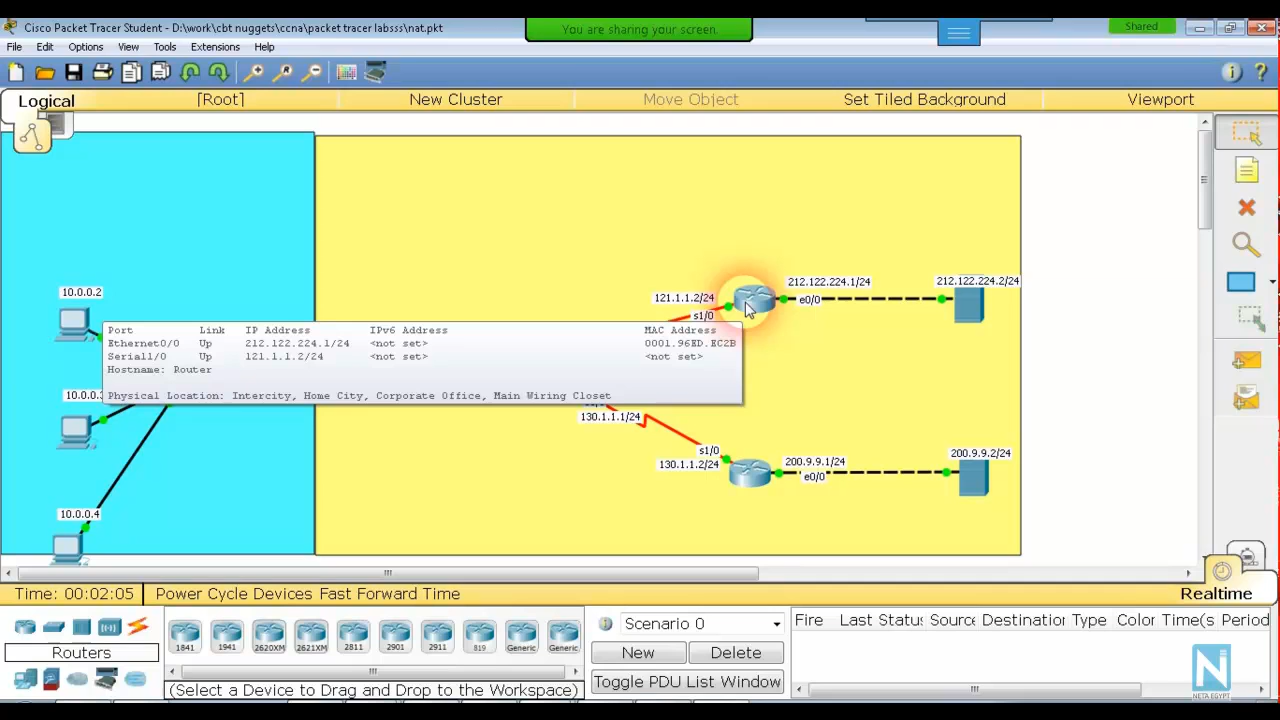 Cisco Packet Tracer Student - D:\work\cbt nuggets\ccna\packet tracer labsss\nat.pkt
You are sharing your screen.
Shared
File Edit Options View Tools Extensions Help
Logical [Root] New Cluster Move Object Set Tiled Background Viewport
10.0.0.2
121.1.1.2/24
s1/0
212.122.224.1/24
e0/0
212.122.224.2/24
Port Link IP Address IPv6 Address MAC Address
Ethernet0/0 Up 212.122.224.1/24 <not set> 0001.96ED.EC2B
Serial1/0 Up 121.1.1.2/24 <not set> <not set>
Hostname: Router
Physical Location: Intercity, Home City, Corporate Office, Main Wiring Closet
130.1.1.1/24
s1/0
130.1.1.2/24
200.9.9.1/24
e0/0
200.9.9.2/24
10.0.0.4
Time: 00:02:05 Power Cycle Devices Fast Forward Time
Realtime
Routers
1841 1941 2620XM 2621XM 2811 2901 2911 819 Generic Generic
(Select a Device to Drag and Drop to the Workspace)
Scenario 0
New Delete
Toggle PDU List Window
Fire Last Status Source Destination Type Color Time(s) Period
NETA EGYPT